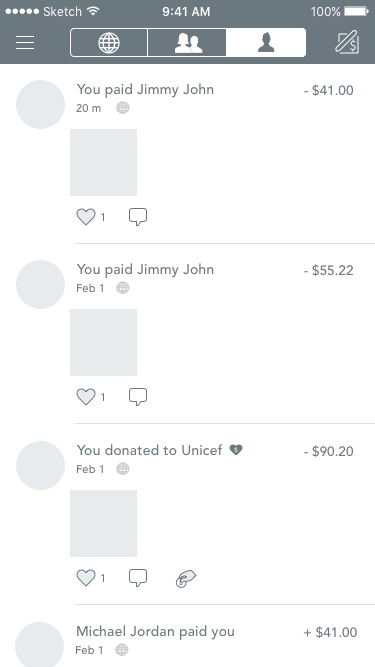 Sketch 9:41 AM 100%
You paid Jimmy John - $41.00
20 m
1
You paid Jimmy John - $55.22
Feb 1
1
You donated to Unicef - $90.20
Feb 1
1
Michael Jordan paid you + $41.00
Feb 1